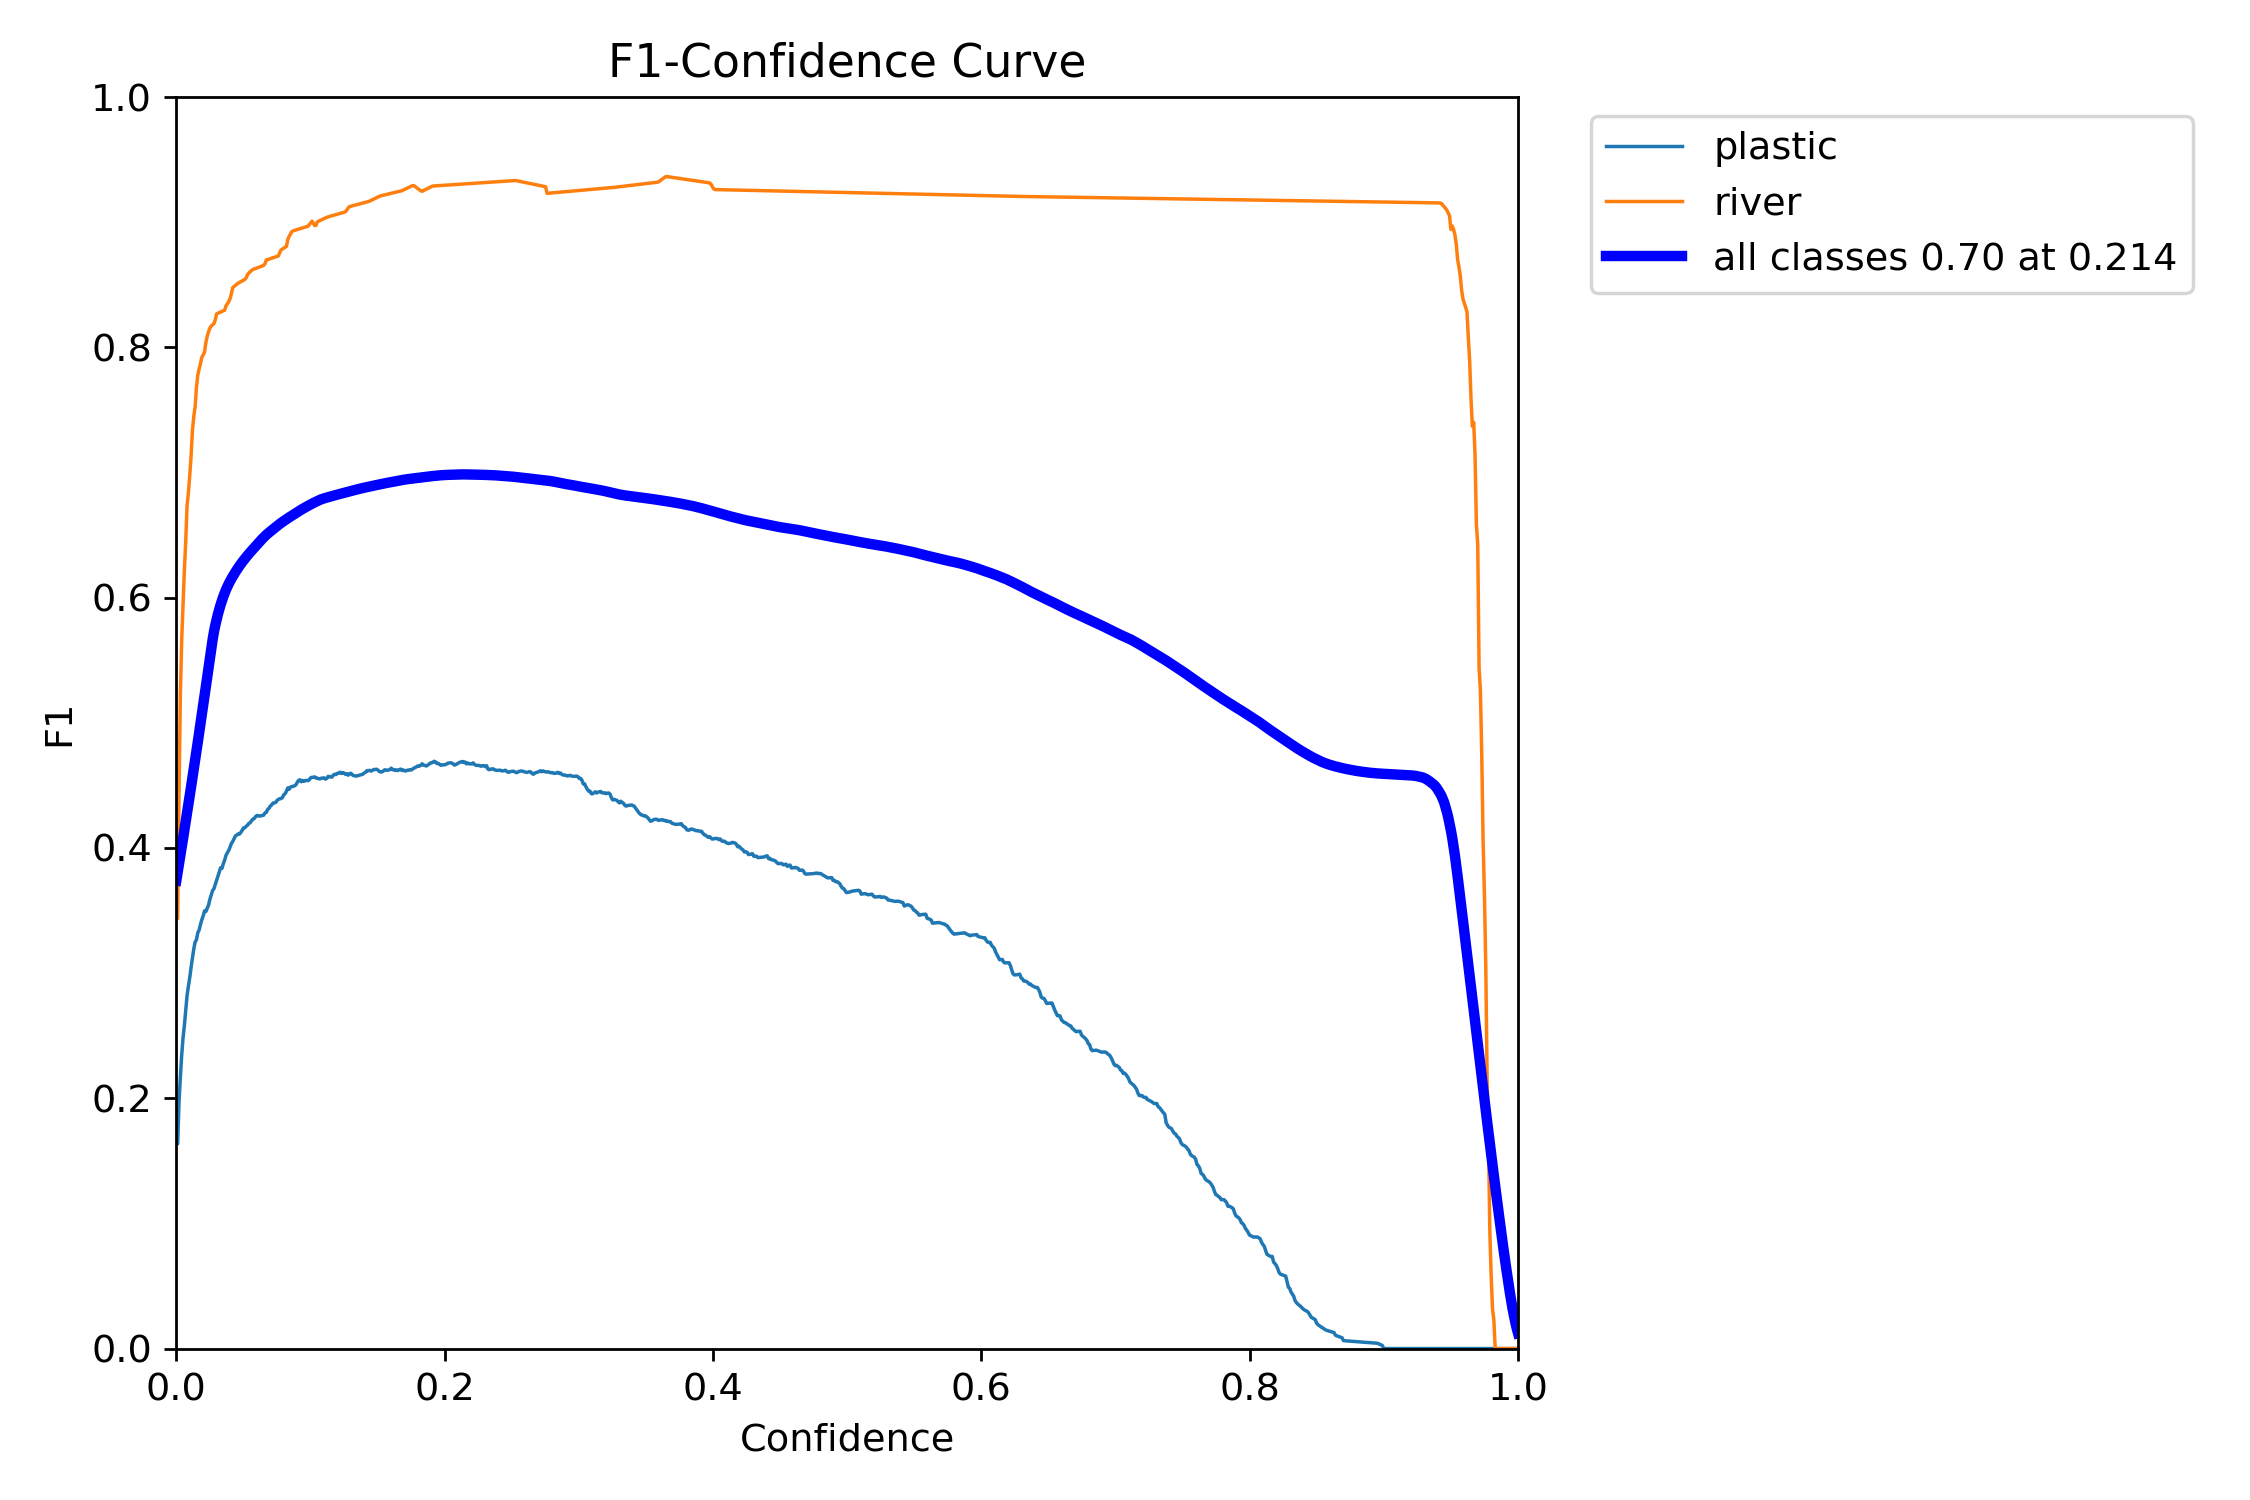 F1-Confidence Curve
1.0
0.8
0.6
0.4
0.2
0.0
F1
0.0 0.2 0.4 0.6 0.8 1.0
Confidence
plastic
river
all classes 0.70 at 0.214